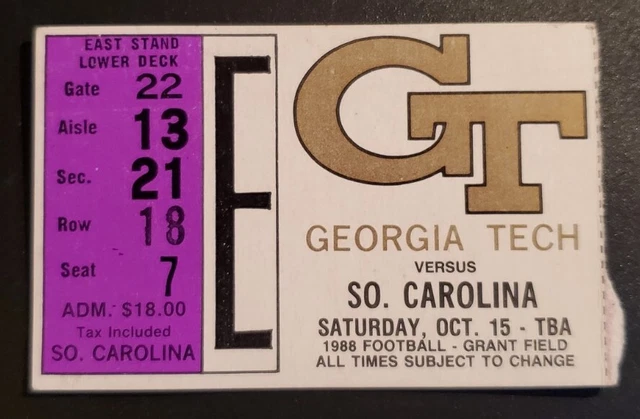 EAST STAND
LOWER DECK
Gate 22
Aisle 13
Sec. 21
Row 18
Seat 7
ADM. $18.00
Tax Included
SO. CAROLINA
E
GT
GEORGIA TECH
VERSUS
SO. CAROLINA
SATURDAY, OCT. 15 - TBA
1988 FOOTBALL - GRANT FIELD
ALL TIMES SUBJECT TO CHANGE